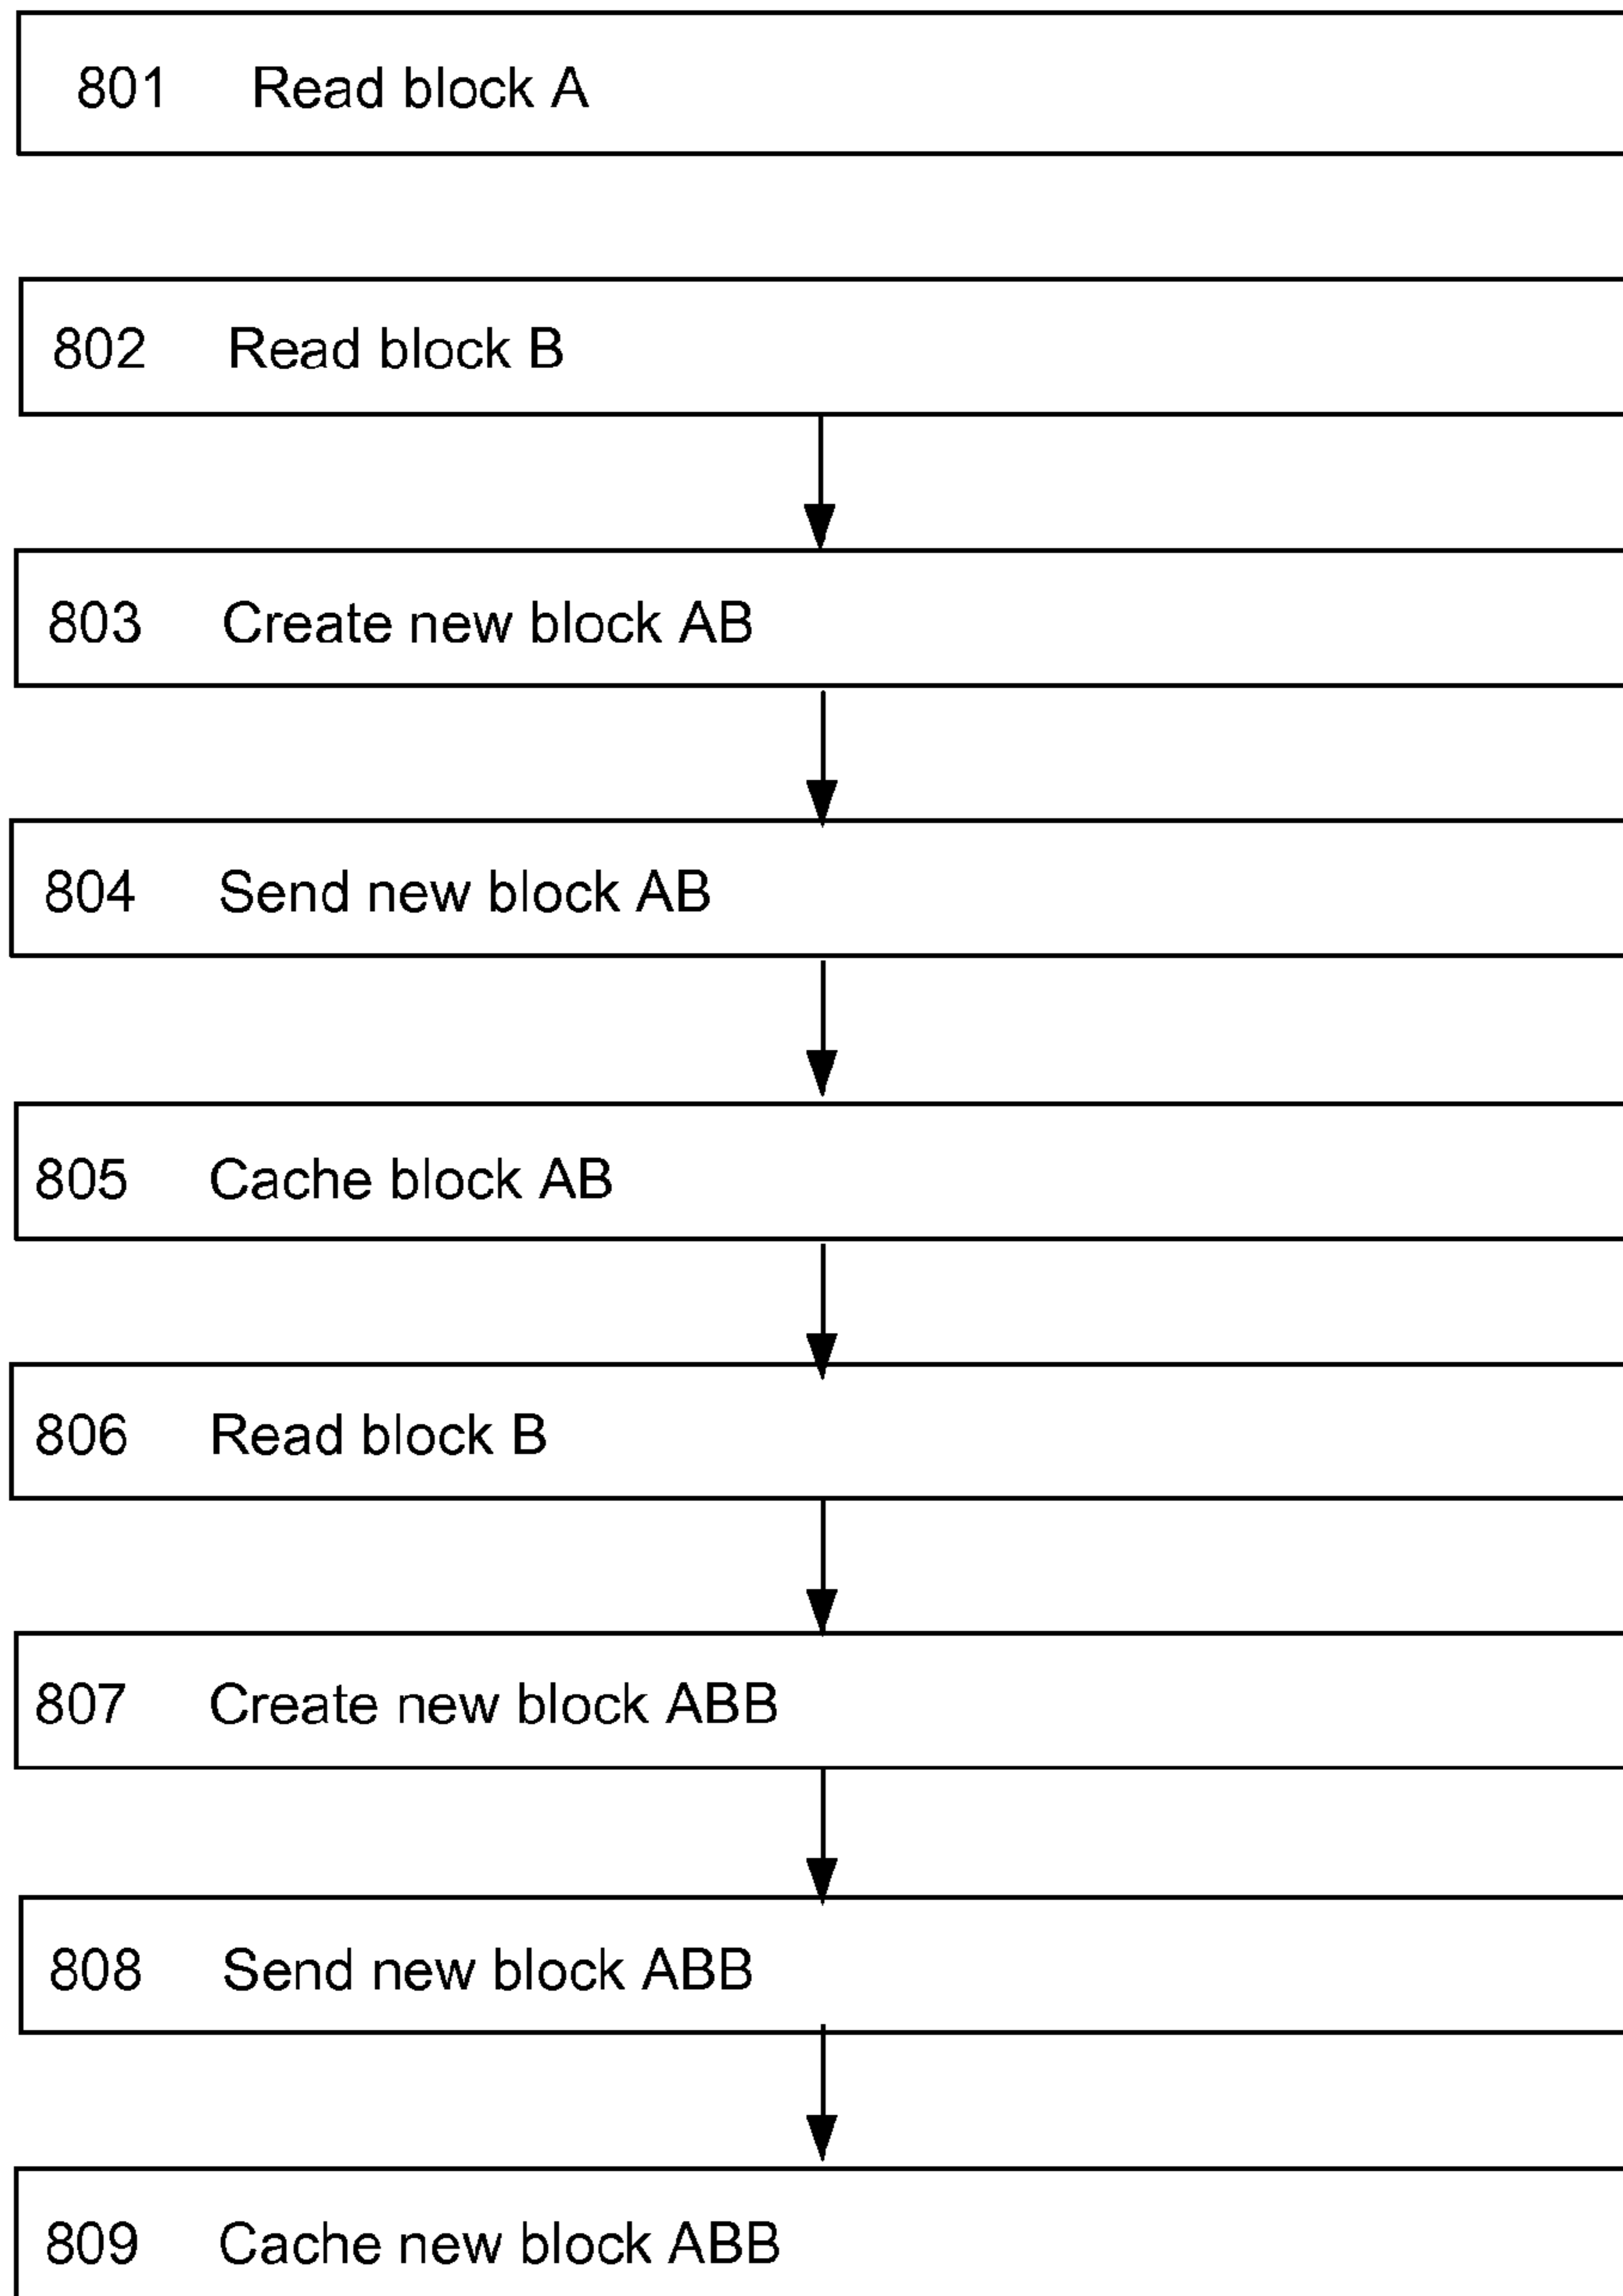 801 Read block A
802 Read block B
803 Create new block AB
804 Send new block AB
805 Cache block AB
806 Read block B
807 Create new block ABB
808 Send new block ABB
809 Cache new block ABB